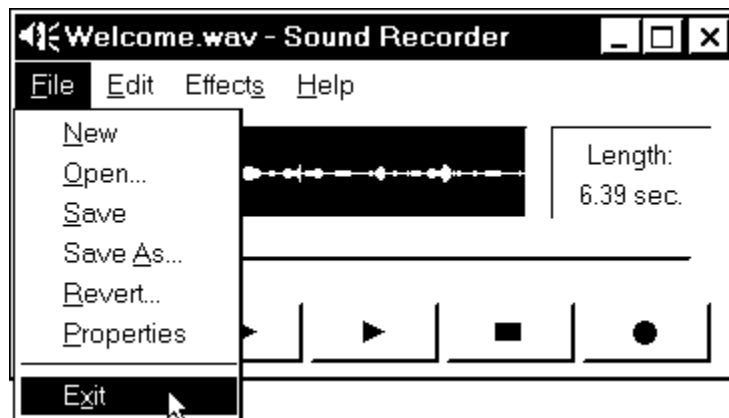 Welcome.wav - Sound Recorder
File Edit Effects Help
New
Open...
Save
Save As...
Revert...
Properties
Exit
Length:
6.39 sec.